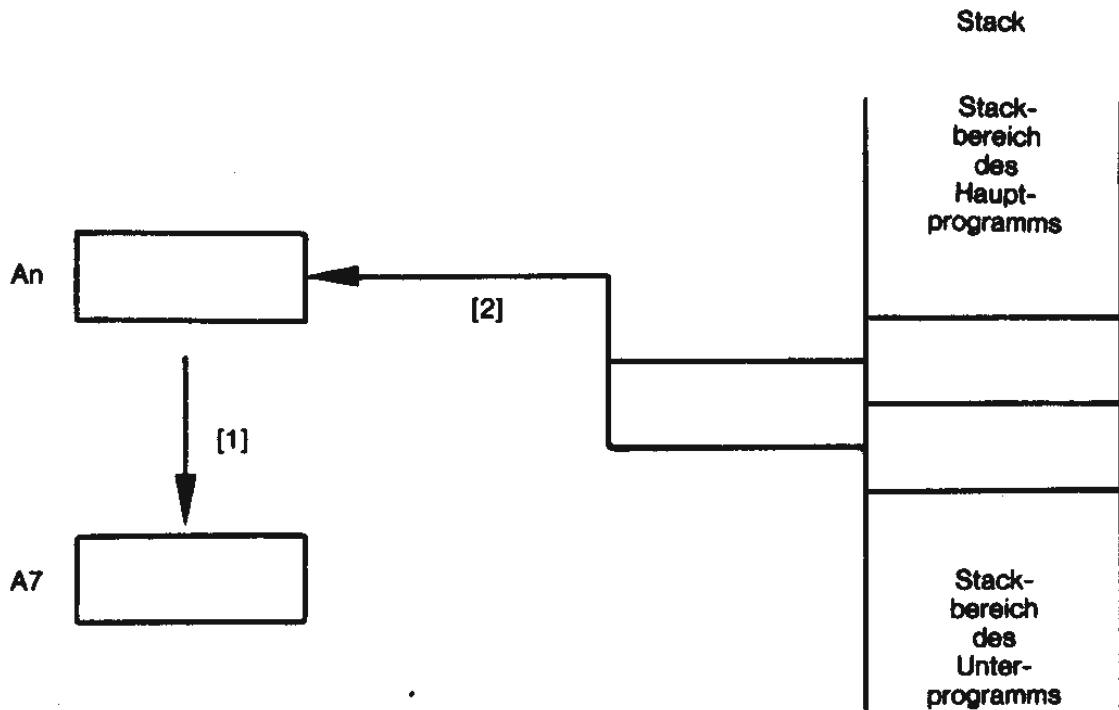 Stack
Stack-
bereich
des
Haupt-
programms
An
[2]
[1]
A7
Stack-
bereich
des
Unter-
programms